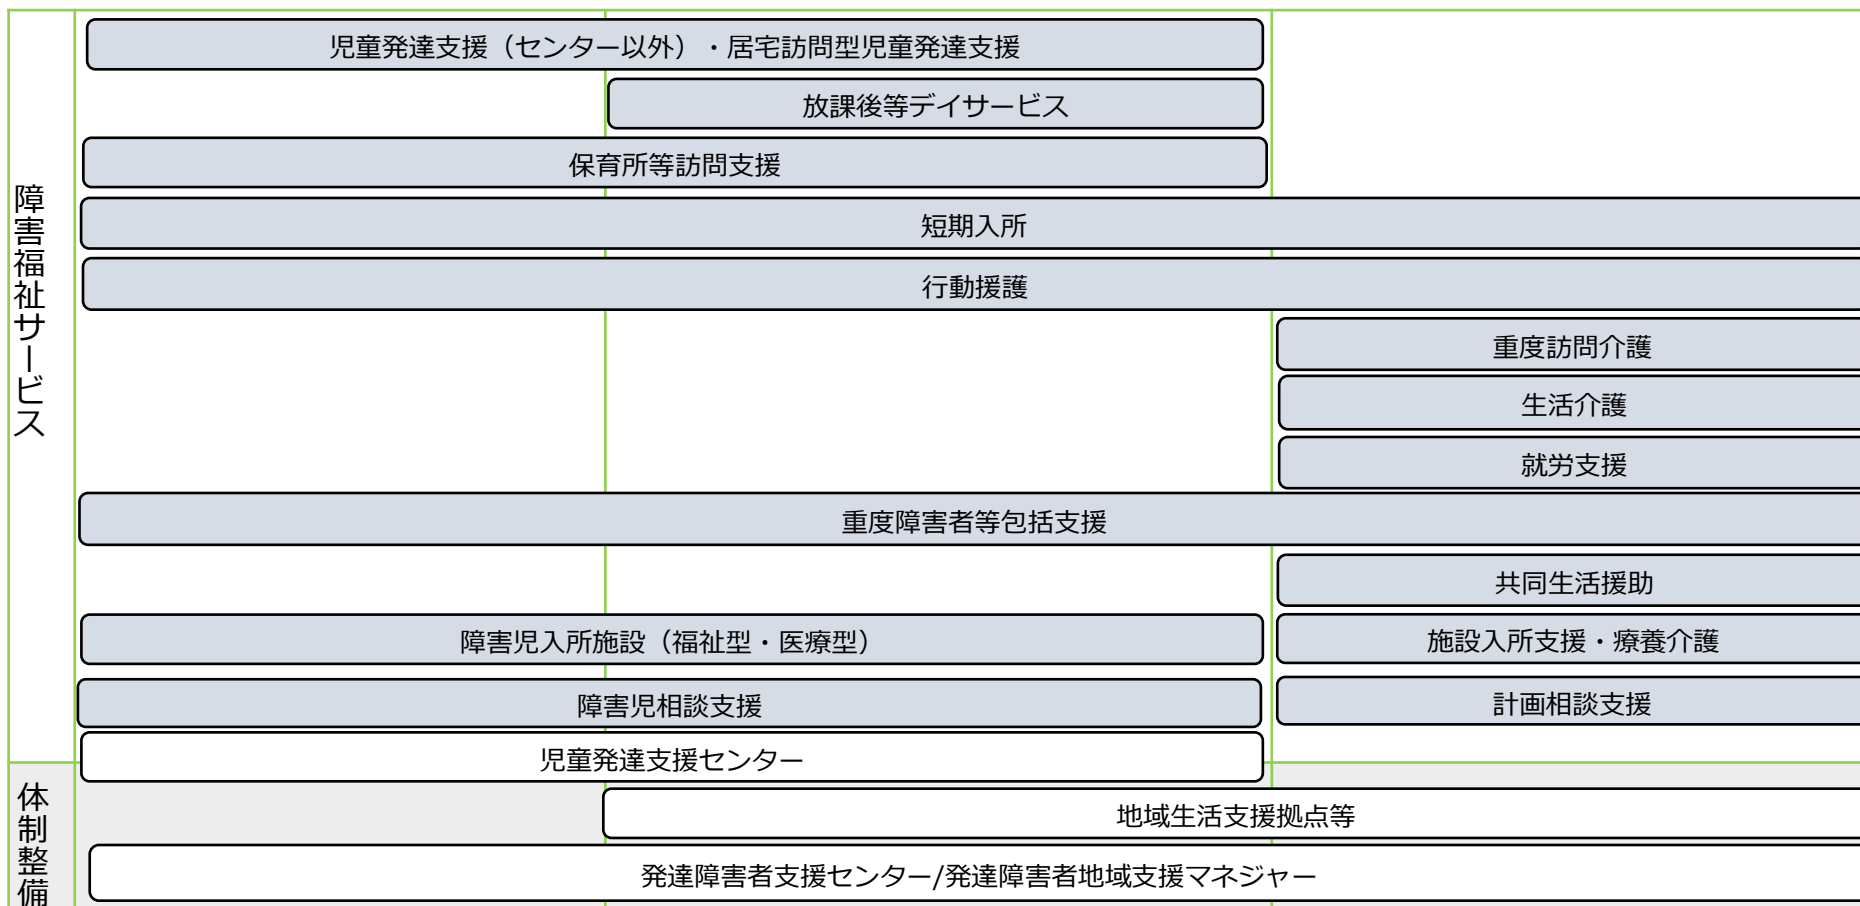 障害福祉サービス
児童発達支援（センター以外）・居宅訪問型児童発達支援
放課後等デイサービス
保育所等訪問支援
短期入所
行動援護
重度訪問介護
生活介護
就労支援
重度障害者等包括支援
共同生活援助
障害児入所施設（福祉型・医療型）
施設入所支援・療養介護
障害児相談支援
計画相談支援
児童発達支援センター
体制整備
地域生活支援拠点等
発達障害者支援センター/発達障害者地域支援マネジャー